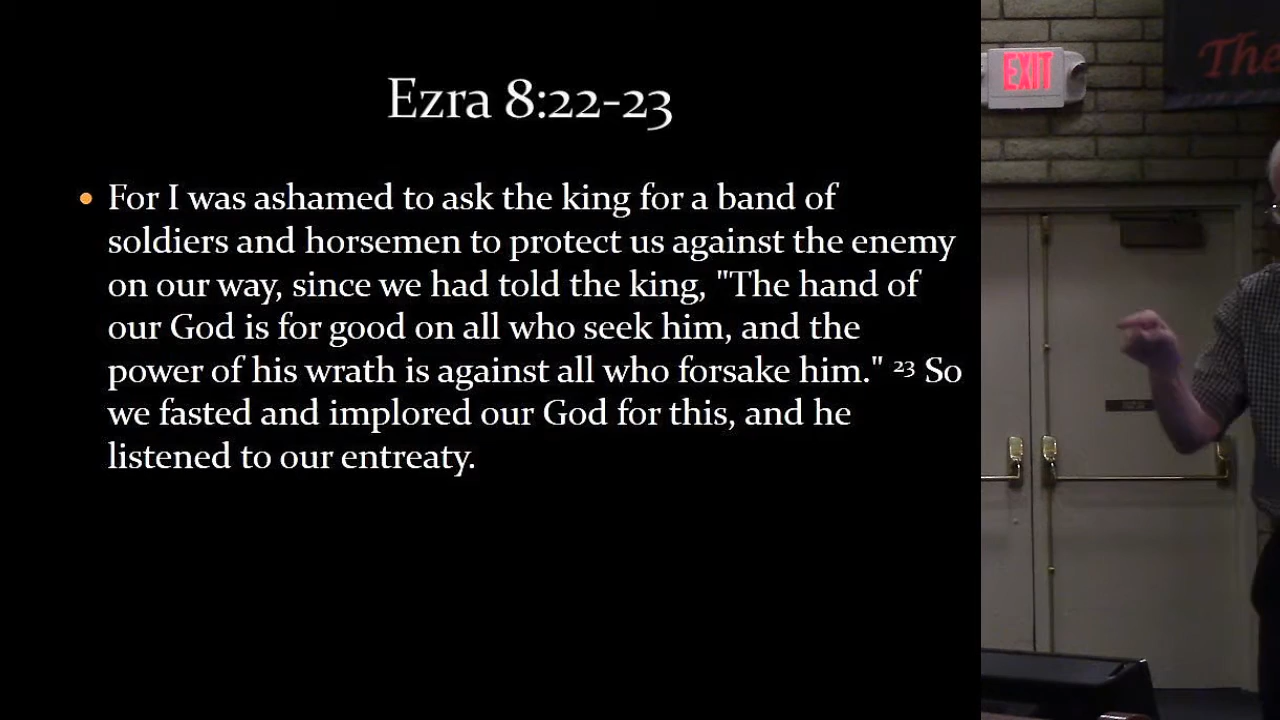 Ezra 8:22-23
• For I was ashamed to ask the king for a band of
soldiers and horsemen to protect us against the enemy
on our way, since we had told the king, "The hand of
our God is for good on all who seek him, and the
power of his wrath is against all who forsake him." 23 So
we fasted and implored our God for this, and he
listened to our entreaty.
EXIT
The